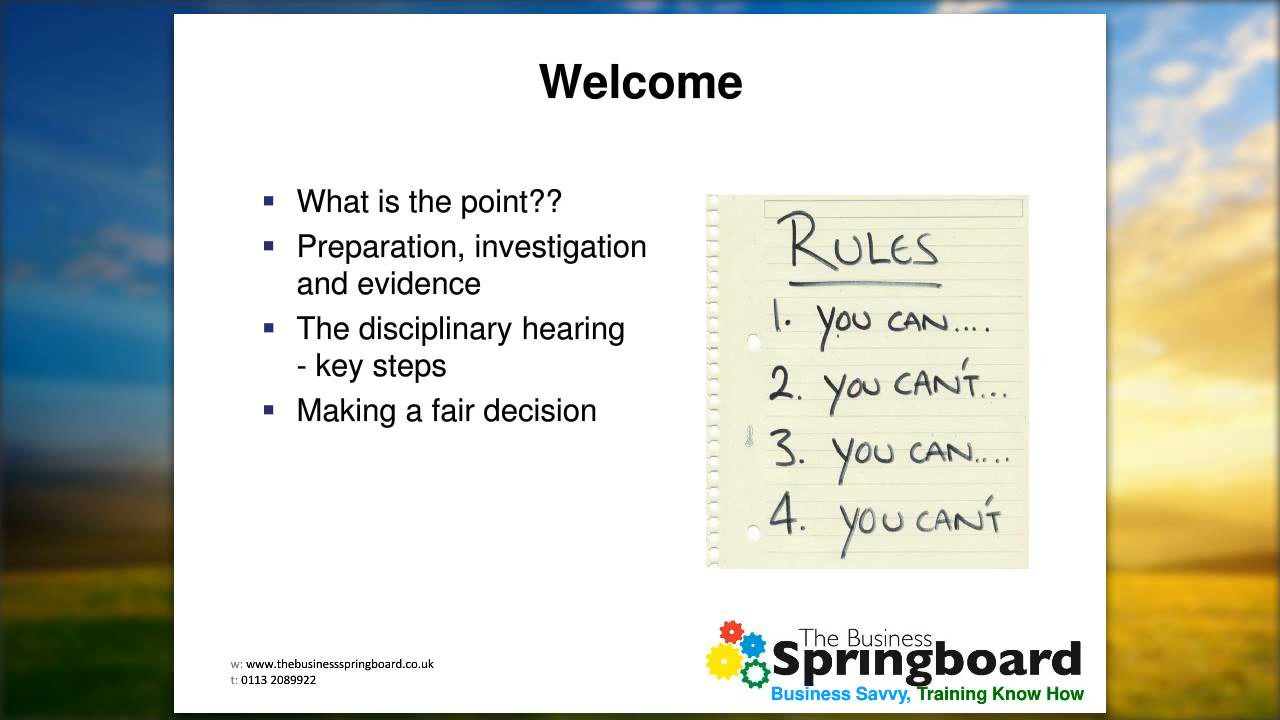 Welcome
What is the point??
Preparation, investigation
and evidence
The disciplinary hearing
- key steps
Making a fair decision
RULES
1. YOU CAN....
2. YOU CAN'T...
3. YOU CAN....
4. YOU CAN'T
w: www.thebusinessspringboard.co.uk
t: 0113 2089922
The Business
Springboard
Business Savvy, Training Know How